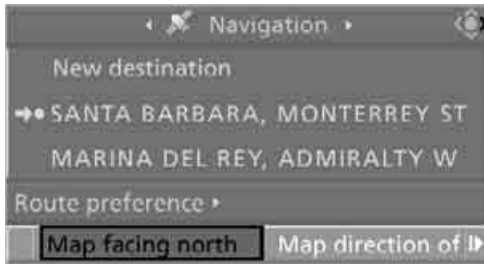 Navigation
New destination
SANTA BARBARA, MONTERREY ST
MARINA DEL REY, ADMIRALTY W
Route preference
Map facing north Map direction of